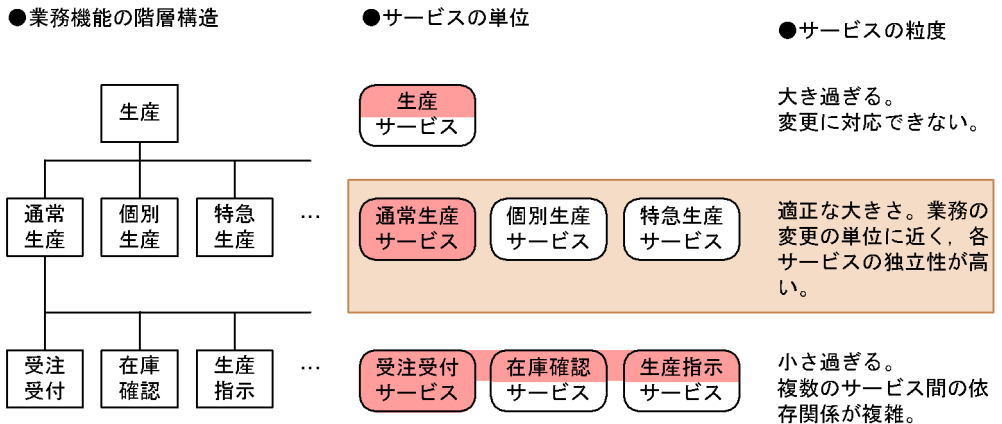 ●業務機能の階層構造
●サービスの単位
●サービスの粒度
生産
生産
サービス
大き過ぎる。
変更に対応できない。
通常
生産
個別
生産
特急
生産
…
通常生産
サービス
個別生産
サービス
特急生産
サービス
適正な大きさ。業務の
変更の単位に近く，各
サービスの独立性が高
い。
受注
受付
在庫
確認
生産
指示
…
受注受付
サービス
在庫確認
サービス
生産指示
サービス
小さ過ぎる。
複数のサービス間の依
存関係が複雑。